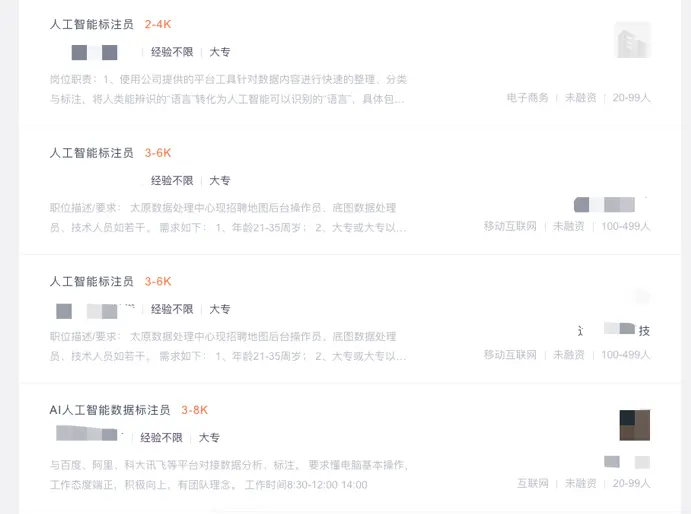 人工智能标注员 2-4K
经验不限 大专
岗位职责：1、使用公司提供的平台工具针对数据内容进行快速的整理、分类
与标注。将人类能辨识的“语言”转化为人工智能可以识别的“语言”，具体包...
电子商务 未融资 20-99人
人工智能标注员 3-6K
经验不限 大专
职位描述/要求： 太原数据处理中心现招聘地图后台操作员、底图数据处理
员、技术人员如若干。 需求如下： 1、年龄21-35周岁； 2、大专或大专以...
移动互联网 未融资 100-499人
人工智能标注员 3-6K
经验不限 大专
技
职位描述/要求： 太原数据处理中心现招聘地图后台操作员、底图数据处理
员、技术人员如若干。 需求如下： 1、年龄21-35周岁； 2、大专或大专以...
移动互联网 未融资 100-499人
AI人工智能数据标注员 3-8K
经验不限 大专
与百度、阿里、科大讯飞等平台对接数据分析、标注。 要求懂电脑基本操作，
工作态度端正，积极向上，有团队理念。 工作时间8:30-12:00 14:00
互联网 未融资 20-99人